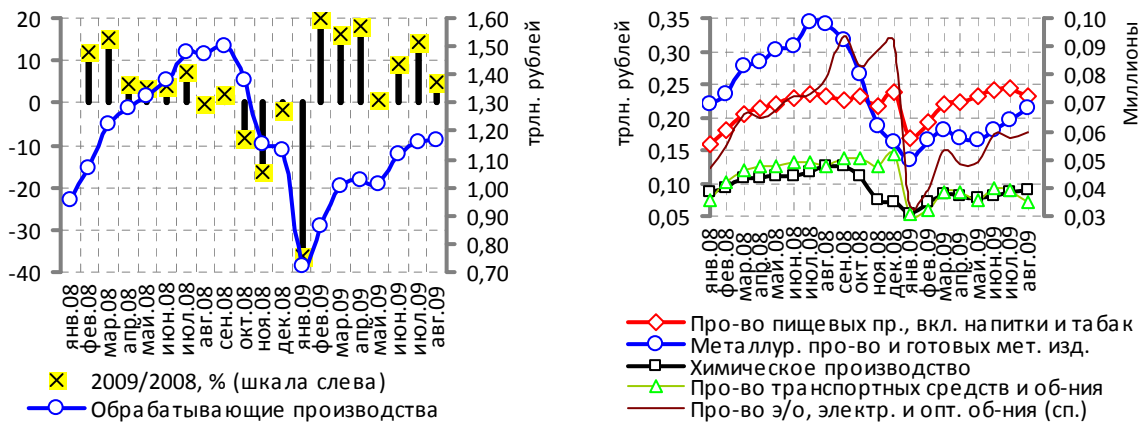 20
10
0
-10
-20
-30
-40
1,60
1,50
1,40
1,30
1,20
1,10
1,00
0,90
0,80
0,70
трлн. рублей
янв.08
фев.08
мар.08
апр.08
май.08
июн.08
июл.08
авг.08
сен.08
окт.08
ноя.08
дек.08
янв.09
фев.09
мар.09
апр.09
май.09
июн.09
июл.09
авг.09
2009/2008, % (шкала слева)
Обрабатывающие производства
трлн. рублей
0,35
0,30
0,25
0,20
0,15
0,10
0,05
0,10
0,09
0,08
0,07
0,06
0,05
0,04
0,03
Миллионы
янв.08
фев.08
мар.08
апр.08
май.08
июн.08
июл.08
авг.08
сен.08
окт.08
ноя.08
дек.08
янв.09
фев.09
мар.09
апр.09
май.09
июн.09
июл.09
авг.09
Про-во пищевых пр., вкл. напитки и табак
Металлур. про-во и готовых мет. изд.
Химическое производство
Про-во транспортных средств и об-ния
Про-во э/о, электр. и опт. об-ния (сп.)